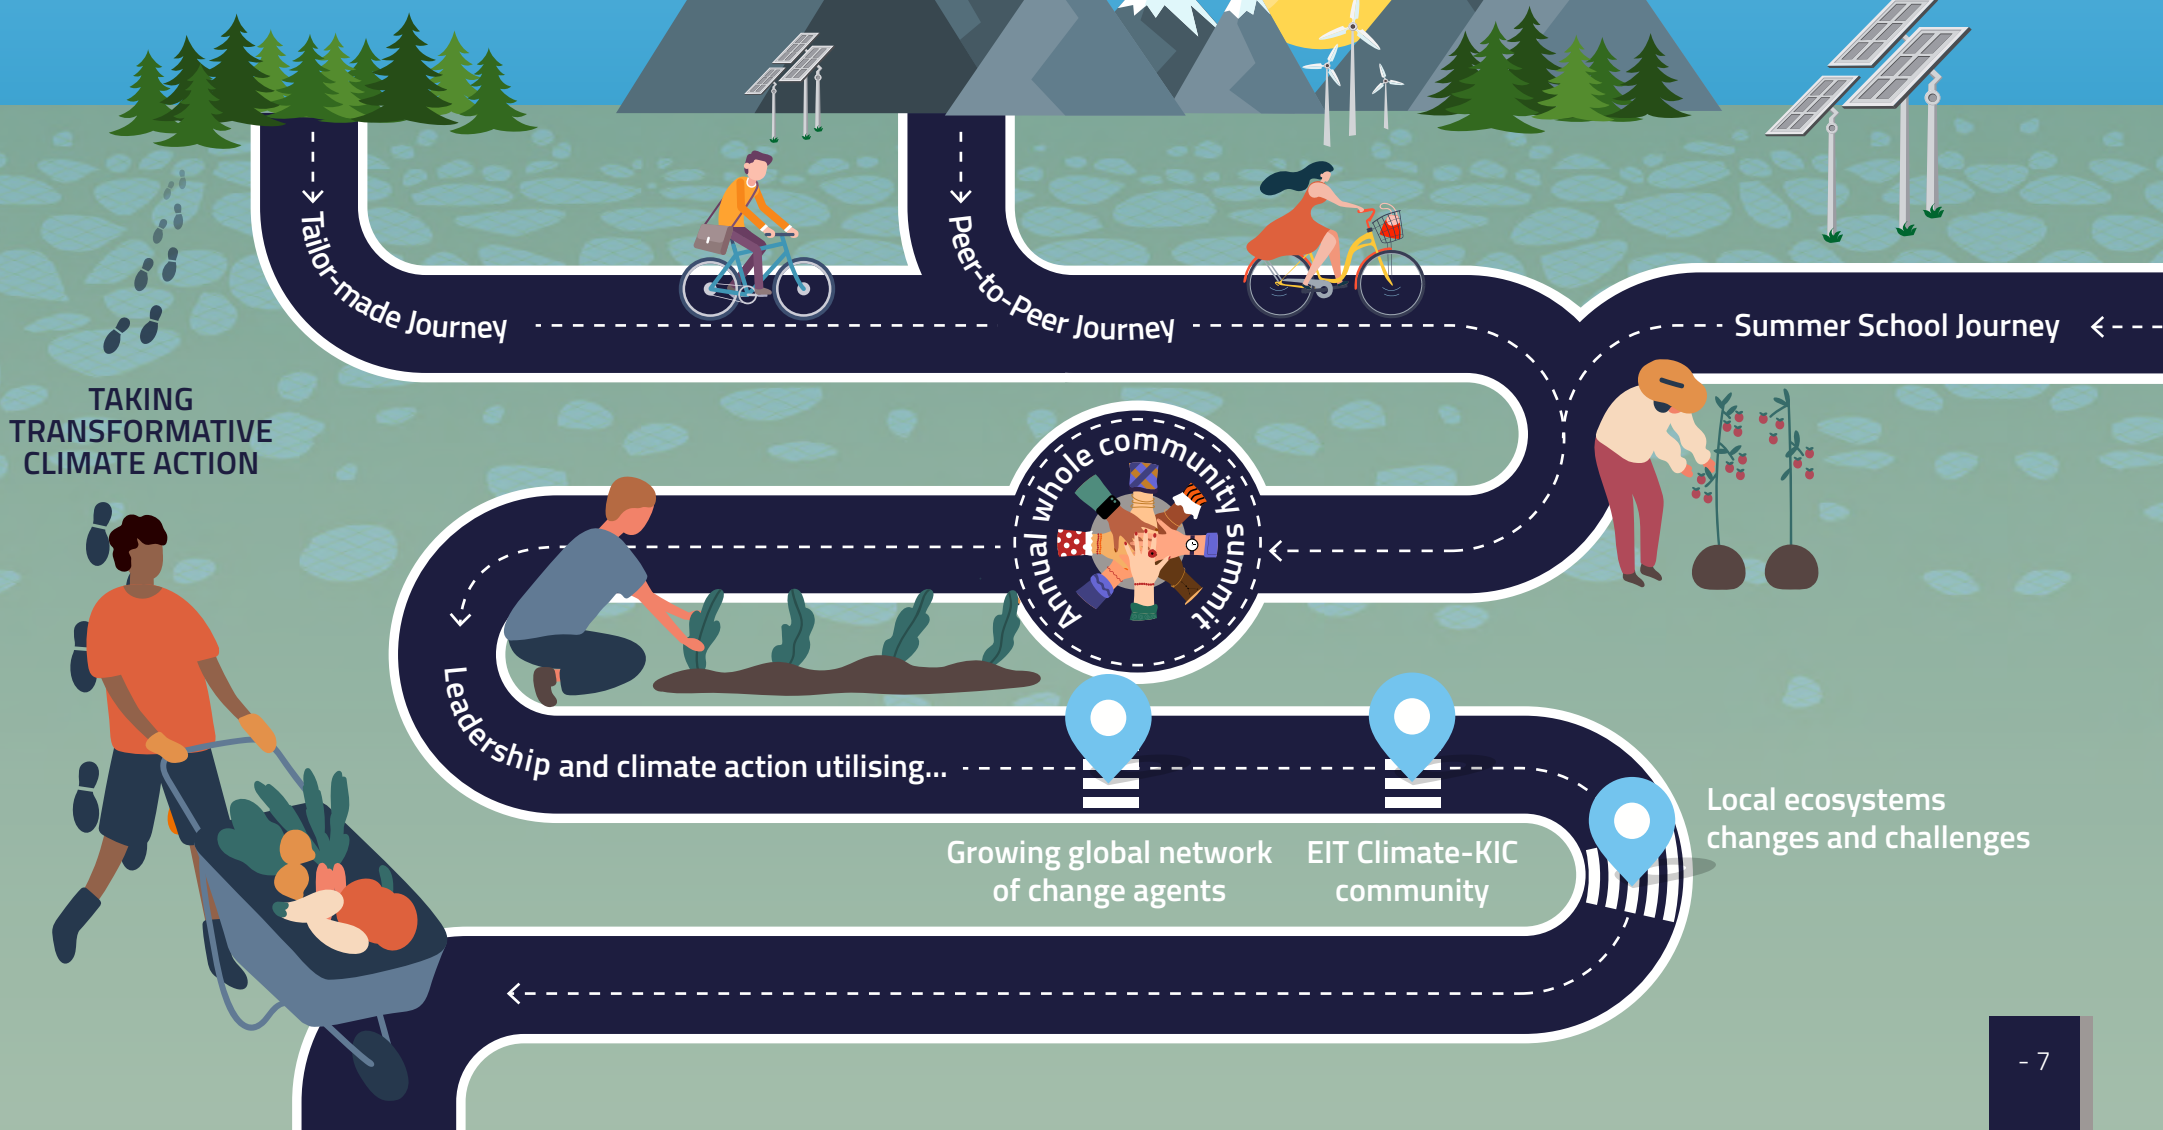 Tailor-made Journey
Peer-to-Peer Journey
Summer School Journey
TAKING
TRANSFORMATIVE
CLIMATE ACTION
Annual whole community summit
Leadership and climate action utilising...
Local ecosystems
changes and challenges
Growing global network
of change agents
EIT Climate-KIC
community
- 7